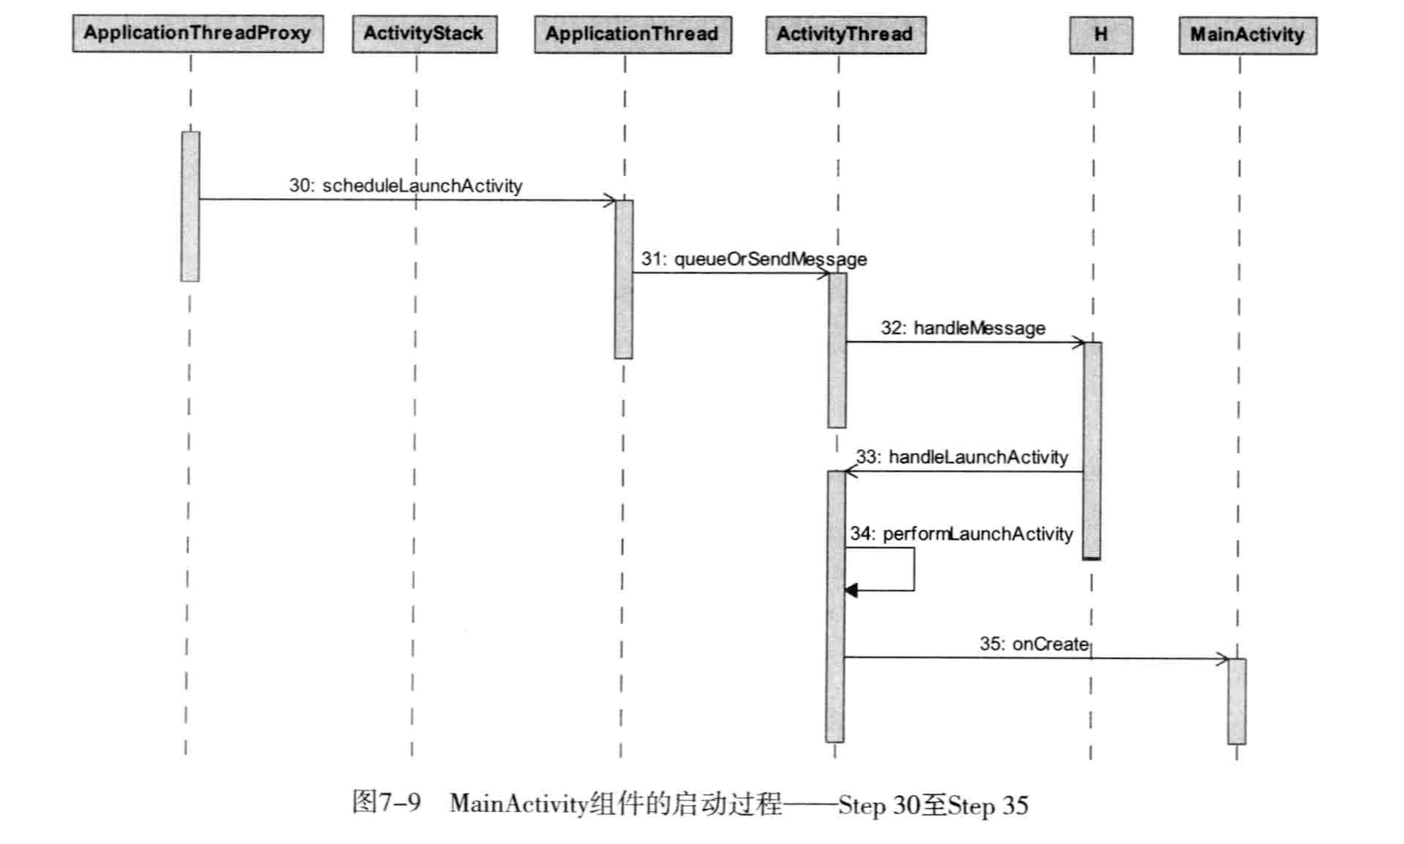 ApplicationThreadProxy ActivityStack ApplicationThread ActivityThread H MainActivity
30: scheduleLaunchActivity
31: queueOrSendMessage
32: handleMessage
33: handleLaunchActivity
34: performLaunchActivity
35: onCreate
图7-9 MainActivity组件的启动过程——Step 30至Step 35